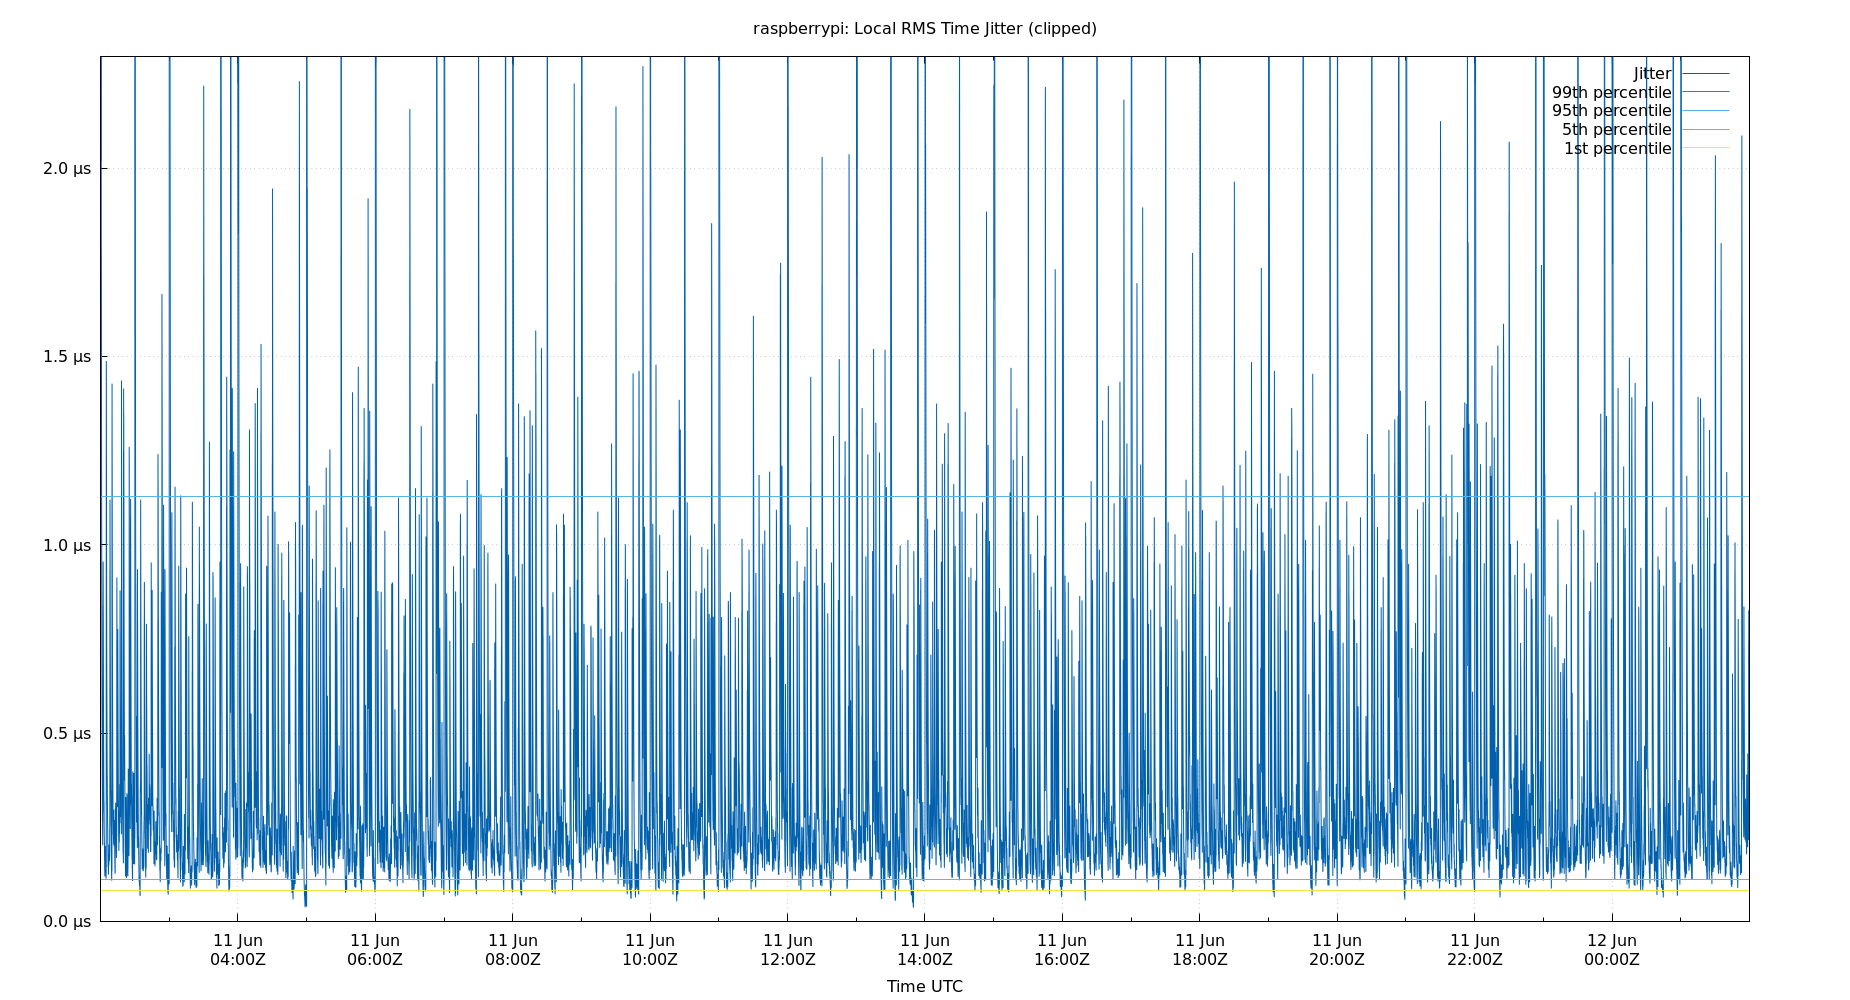 raspberrypi: Local RMS Time Jitter (clipped)
Jitter
99th percentile
95th percentile
5th percentile
1st percentile
2.0 µs
1.5 µs
1.0 µs
0.5 µs
0.0 µs
11 Jun 11 Jun 11 Jun 11 Jun 11 Jun 11 Jun 11 Jun 11 Jun 11 Jun 11 Jun 12 Jun
04:00Z 06:00Z 08:00Z 10:00Z 12:00Z 14:00Z 16:00Z 18:00Z 20:00Z 22:00Z 00:00Z
Time UTC